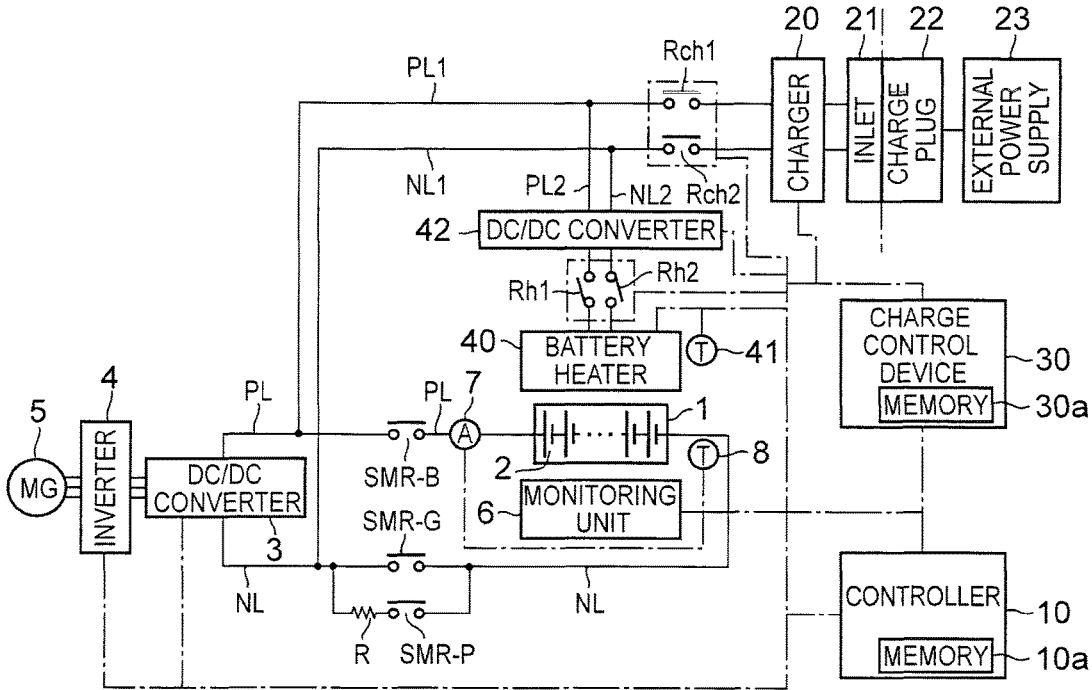 20
21
22
23
Rch1
PL1
CHARGER
INLET
CHARGE
PLUG
EXTERNAL
POWER
SUPPLY
NL1
PL2
NL2
Rch2
42
DC/DC CONVERTER
Rh1
Rh2
40
BATTERY
HEATER
T
41
CHARGE
CONTROL
DEVICE
30
MEMORY
30a
4
5
PL
7
PL
1
MG
INVERTER
DC/DC
CONVERTER
3
SMR-B
A
2
T
8
SMR-G
6
MONITORING
UNIT
NL
R
SMR-P
NL
CONTROLLER
10
MEMORY
10a